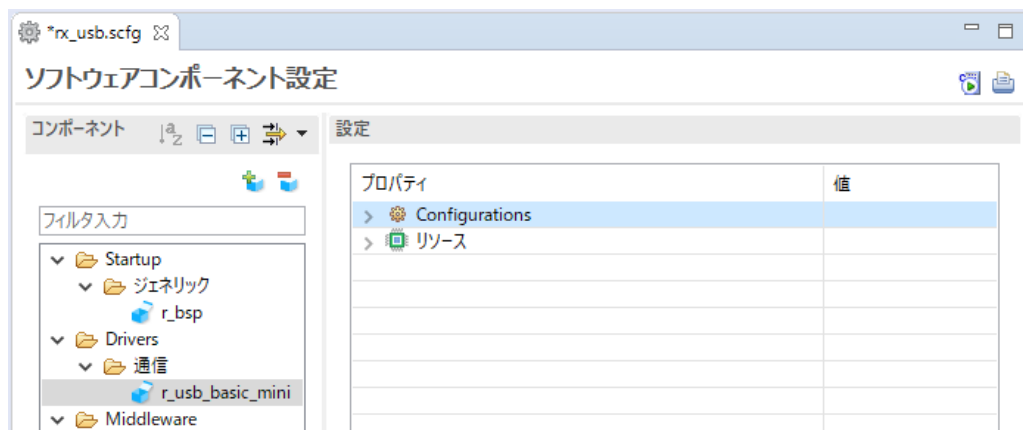 *rx_usb.scfg
ソフトウェアコンポーネント設定
コンポーネント
設定
フィルタ入力
Startup
ジェネリック
r_bsp
Drivers
通信
r_usb_basic_mini
Middleware
プロパティ 値
Configurations
リソース